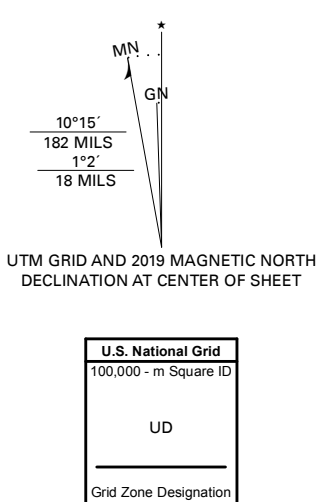 ★
MN
GN
10°15´
182 MILS
1°2´
18 MILS
UTM GRID AND 2019 MAGNETIC NORTH
DECLINATION AT CENTER OF SHEET
U.S. National Grid
100,000 - m Square ID
UD
Grid Zone Designation